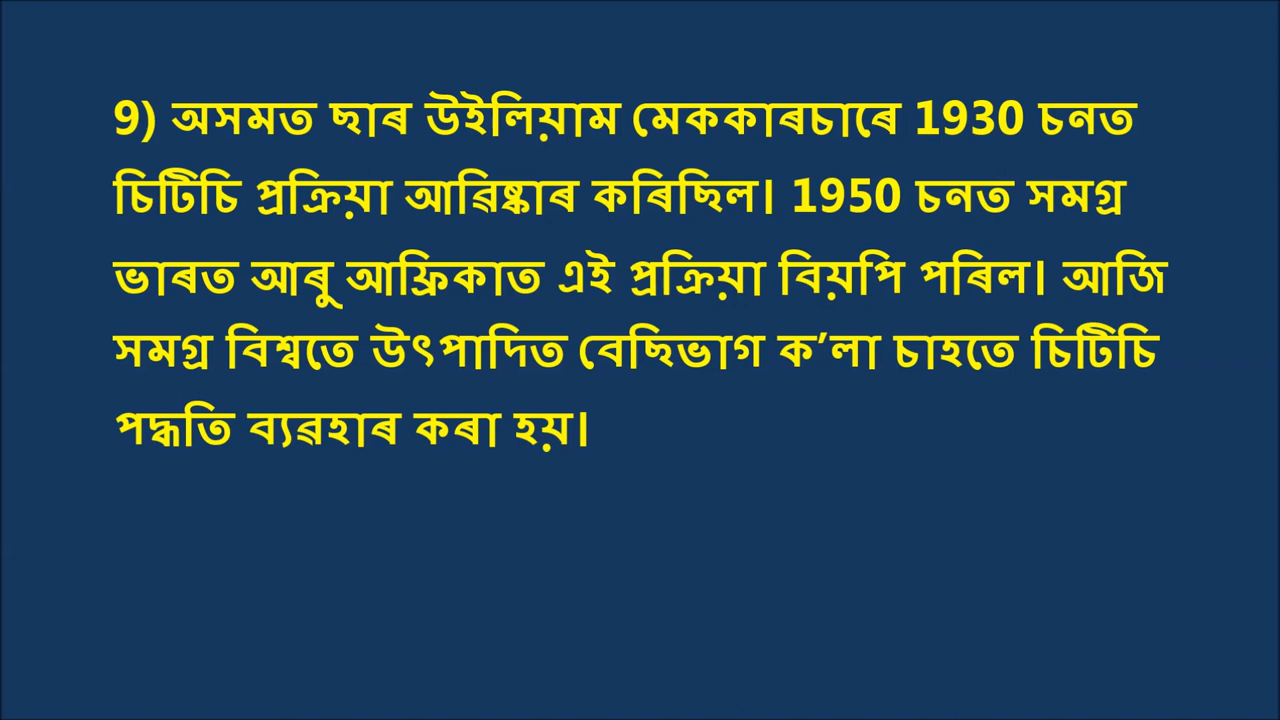 9) অসমত ছাৰ উইলিয়াম মেককাৰচাৰে 1930 চনত
চিটিচি প্ৰক্ৰিয়া আৱিষ্কাৰ কৰিছিল। 1950 চনত সমগ্ৰ
ভাৰত আৰু আফ্ৰিকাত এই প্ৰক্ৰিয়া বিয়পি পৰিল। আজি
সমগ্ৰ বিশ্বতে উৎপাদিত বেছিভাগ ক’লা চাহতে চিটিচি
পদ্ধতি ব্যৱহাৰ কৰা হয়।